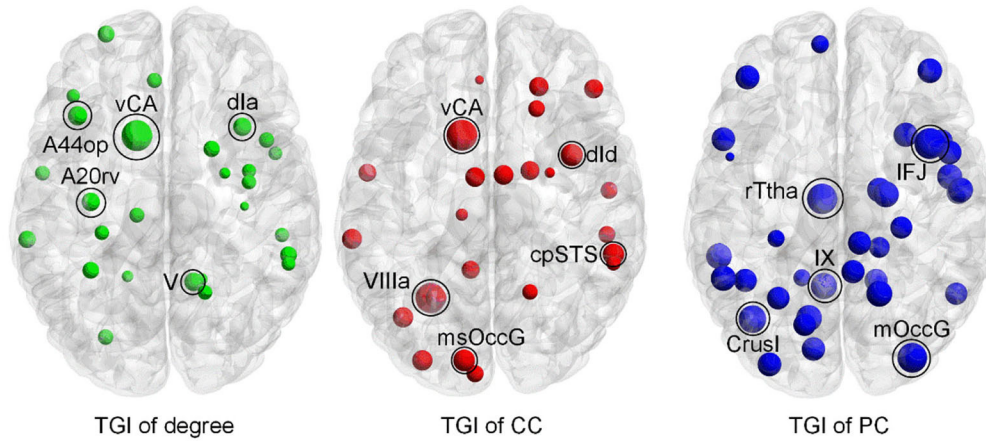 vCA
dIa
A44op
A20rv
V
TGI of degree
vCA
dId
cpSTS
VIIIa
msOccG
TGI of CC
IFJ
rTtha
IX
CrusI
mOccG
TGI of PC